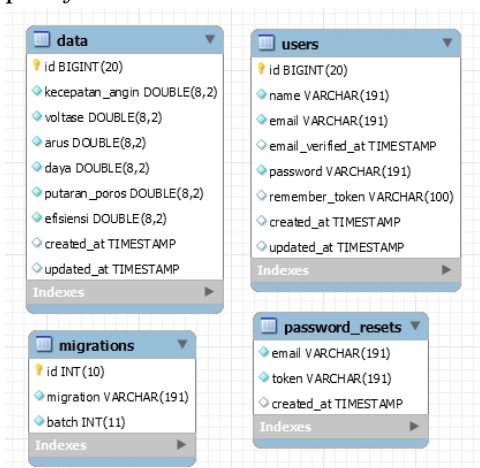 data
id BIGINT(20)
kecepatan_angin DOUBLE(8,2)
voltase DOUBLE(8,2)
arus DOUBLE(8,2)
daya DOUBLE(8,2)
putaran_poros DOUBLE(8,2)
efisiensi DOUBLE(8,2)
created_at TIMESTAMP
updated_at TIMESTAMP
Indexes
users
id BIGINT(20)
name VARCHAR(191)
email VARCHAR(191)
email_verified_at TIMESTAMP
password VARCHAR(191)
remember_token VARCHAR(100)
created_at TIMESTAMP
updated_at TIMESTAMP
Indexes
migrations
id INT(10)
migration VARCHAR(191)
batch INT(11)
Indexes
password_resets
email VARCHAR(191)
token VARCHAR(191)
created_at TIMESTAMP
Indexes